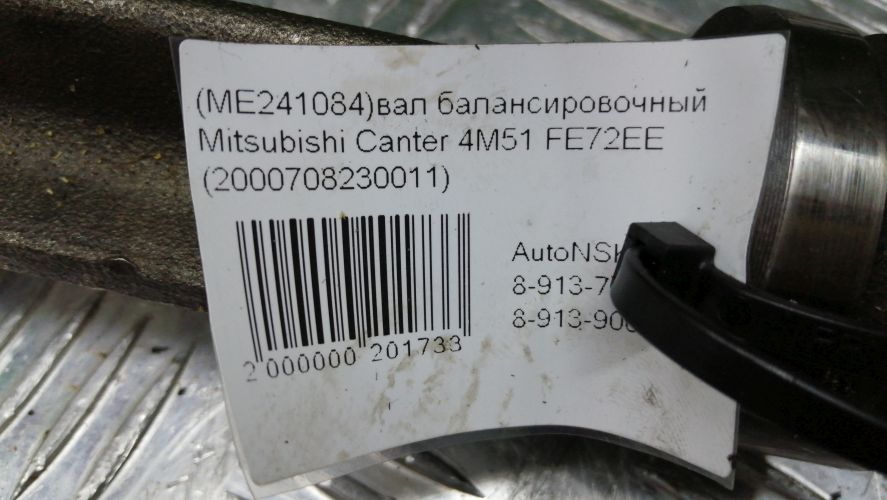 (ME241084)вал балансировочный
Mitsubishi Canter 4M51 FE72EE
(2000708230011)
2 000000 201733